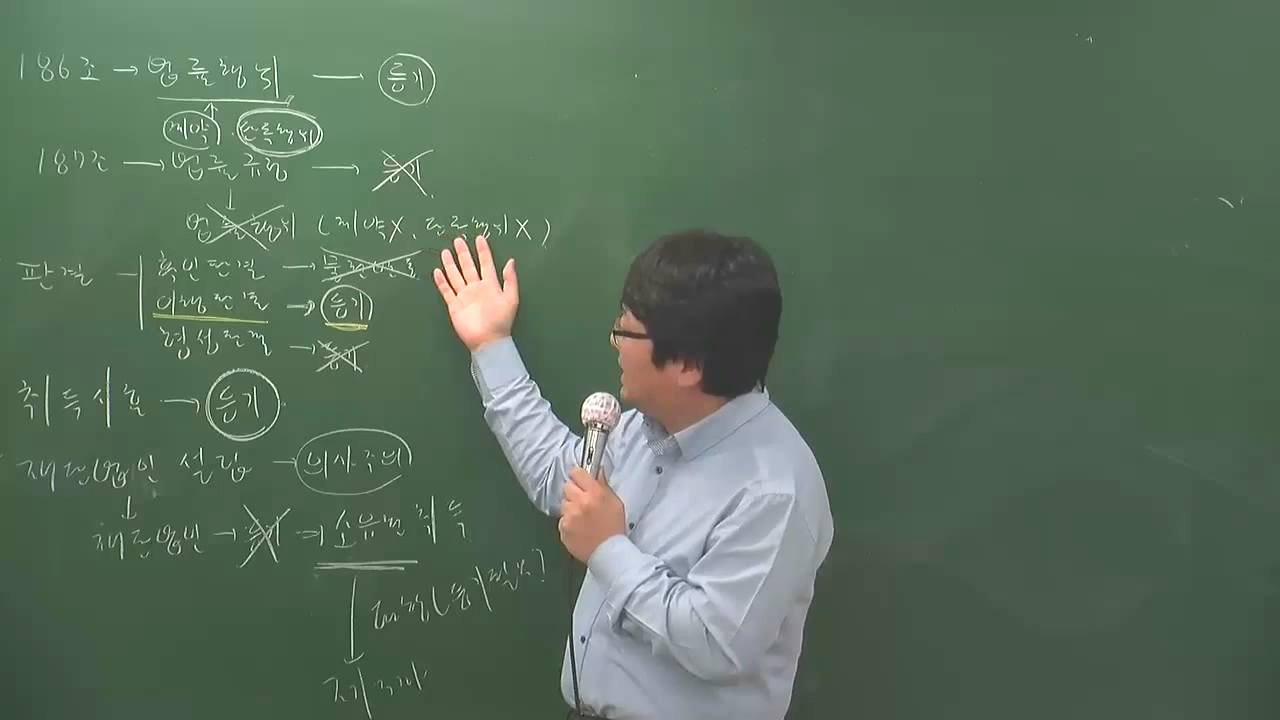 186조 → 법률행위 → 등기
계약 · 단독행위
187조 → 법률규정 → 등기
법률행위 (계약X, 단독행위X)
판결 확인판결 →
이행판결 → 등기
형성판결 → 등기
취득시효 → 등기
재단법인 설립 → 의사주의
재단법인 → 등기 ⇒ 소유권 취득
(등기필요)